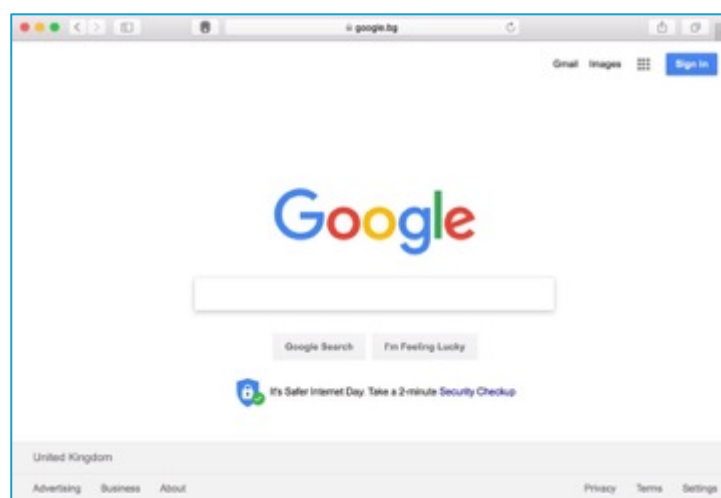 google.bg
Gmail Images Sign in
Google
Google Search I'm Feeling Lucky
It's Safer Internet Day. Take a 2-minute Security Checkup
United Kingdom
Advertising Business About Privacy Terms Settings